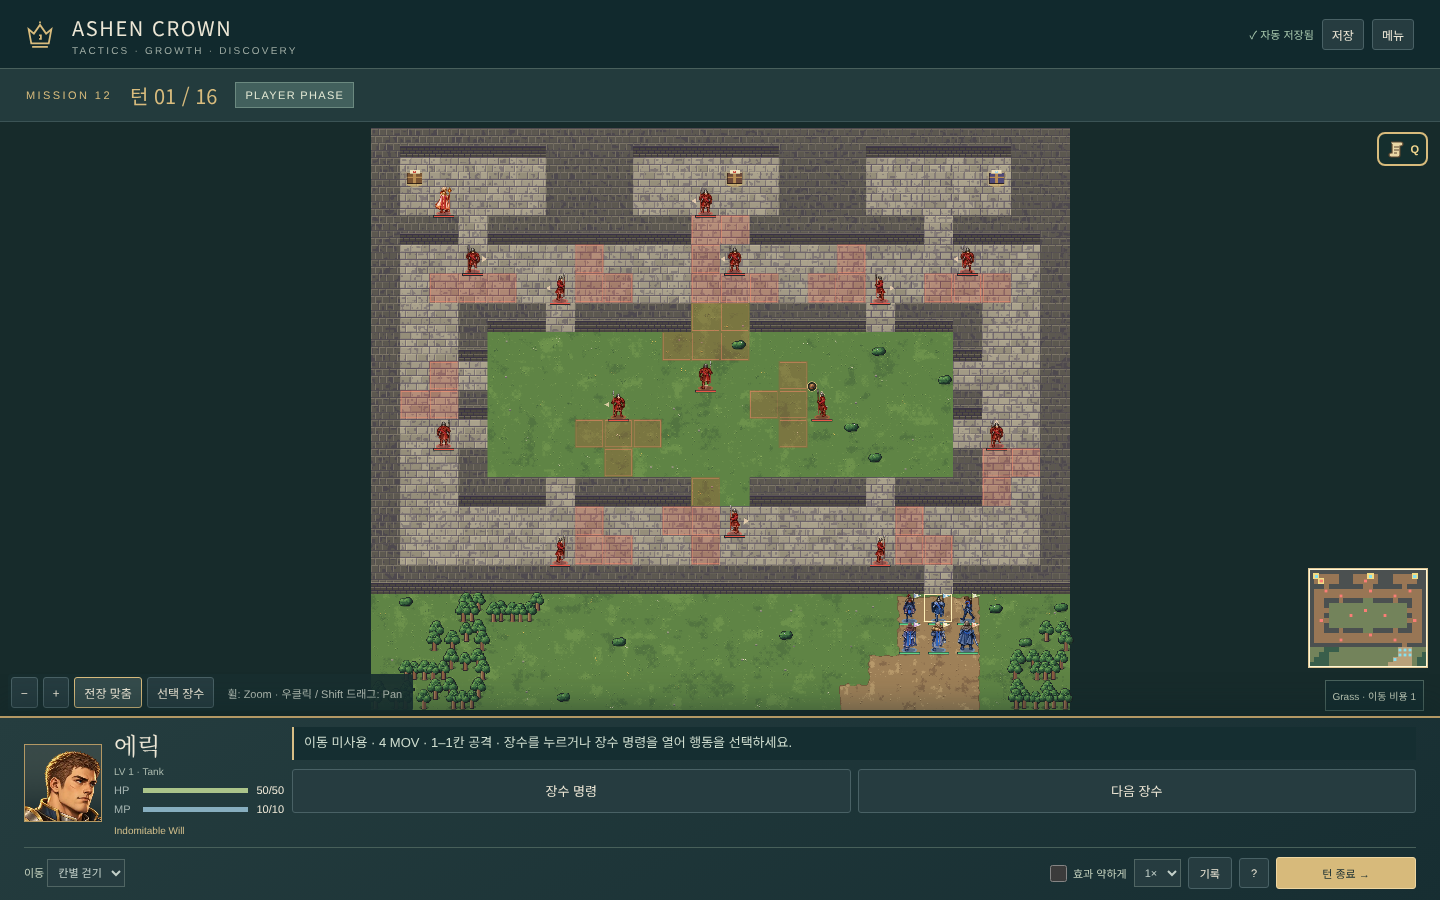 ASHEN CROWN
TACTICS · GROWTH · DISCOVERY
✓ 자동 저장됨
저장
메뉴
MISSION 12
턴 01 / 16
PLAYER PHASE
Q
−
+
전장 맞춤
선택 장수
휠: Zoom · 우클릭 / Shift 드래그: Pan
Grass · 이동 비용 1
에릭
LV 1 · Tank
HP 50/50
MP 10/10
Indomitable Will
이동 미사용 · 4 MOV · 1–1칸 공격 · 장수를 누르거나 장수 명령을 열어 행동을 선택하세요.
장수 명령
다음 장수
이동
칸별 걷기
효과 약하게
1×
기록
?
턴 종료 →